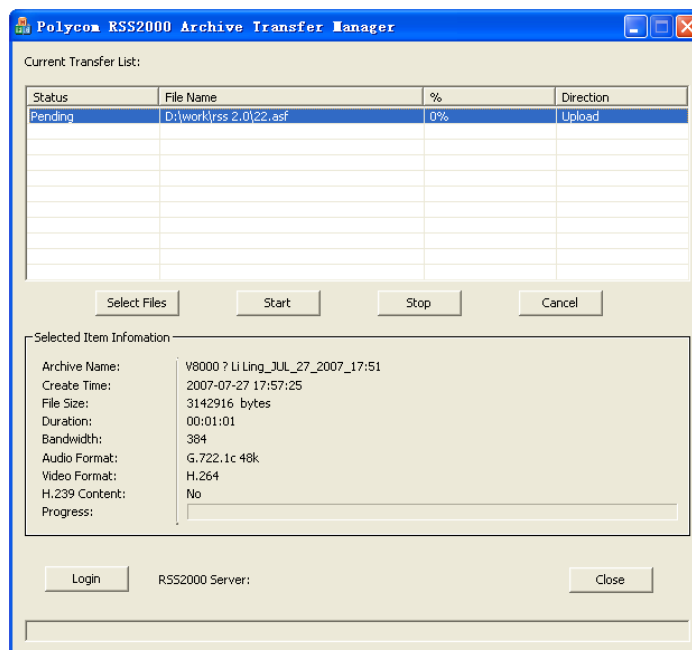 Polycom RSS2000 Archive Transfer Manager
Current Transfer List:
Status File Name % Direction
Pending D:\work\rss 2.0\22.asf 0% Upload
Select Files Start Stop Cancel
Selected Item Infomation
Archive Name: V8000 ? Li Ling_JUL_27_2007_17:51
Create Time: 2007-07-27 17:57:25
File Size: 3142916 bytes
Duration: 00:01:01
Bandwidth: 384
Audio Format: G.722.1c 48k
Video Format: H.264
H.239 Content: No
Progress:
Login RSS2000 Server: Close